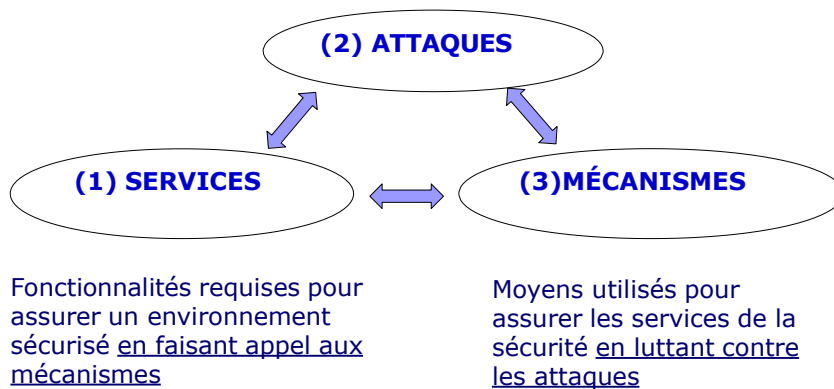 (2) ATTAQUES
(1) SERVICES
(3)MÉCANISMES
Fonctionnalités requises pour
assurer un environnement
sécurisé en faisant appel aux
mécanismes
Moyens utilisés pour
assurer les services de la
sécurité en luttant contre
les attaques